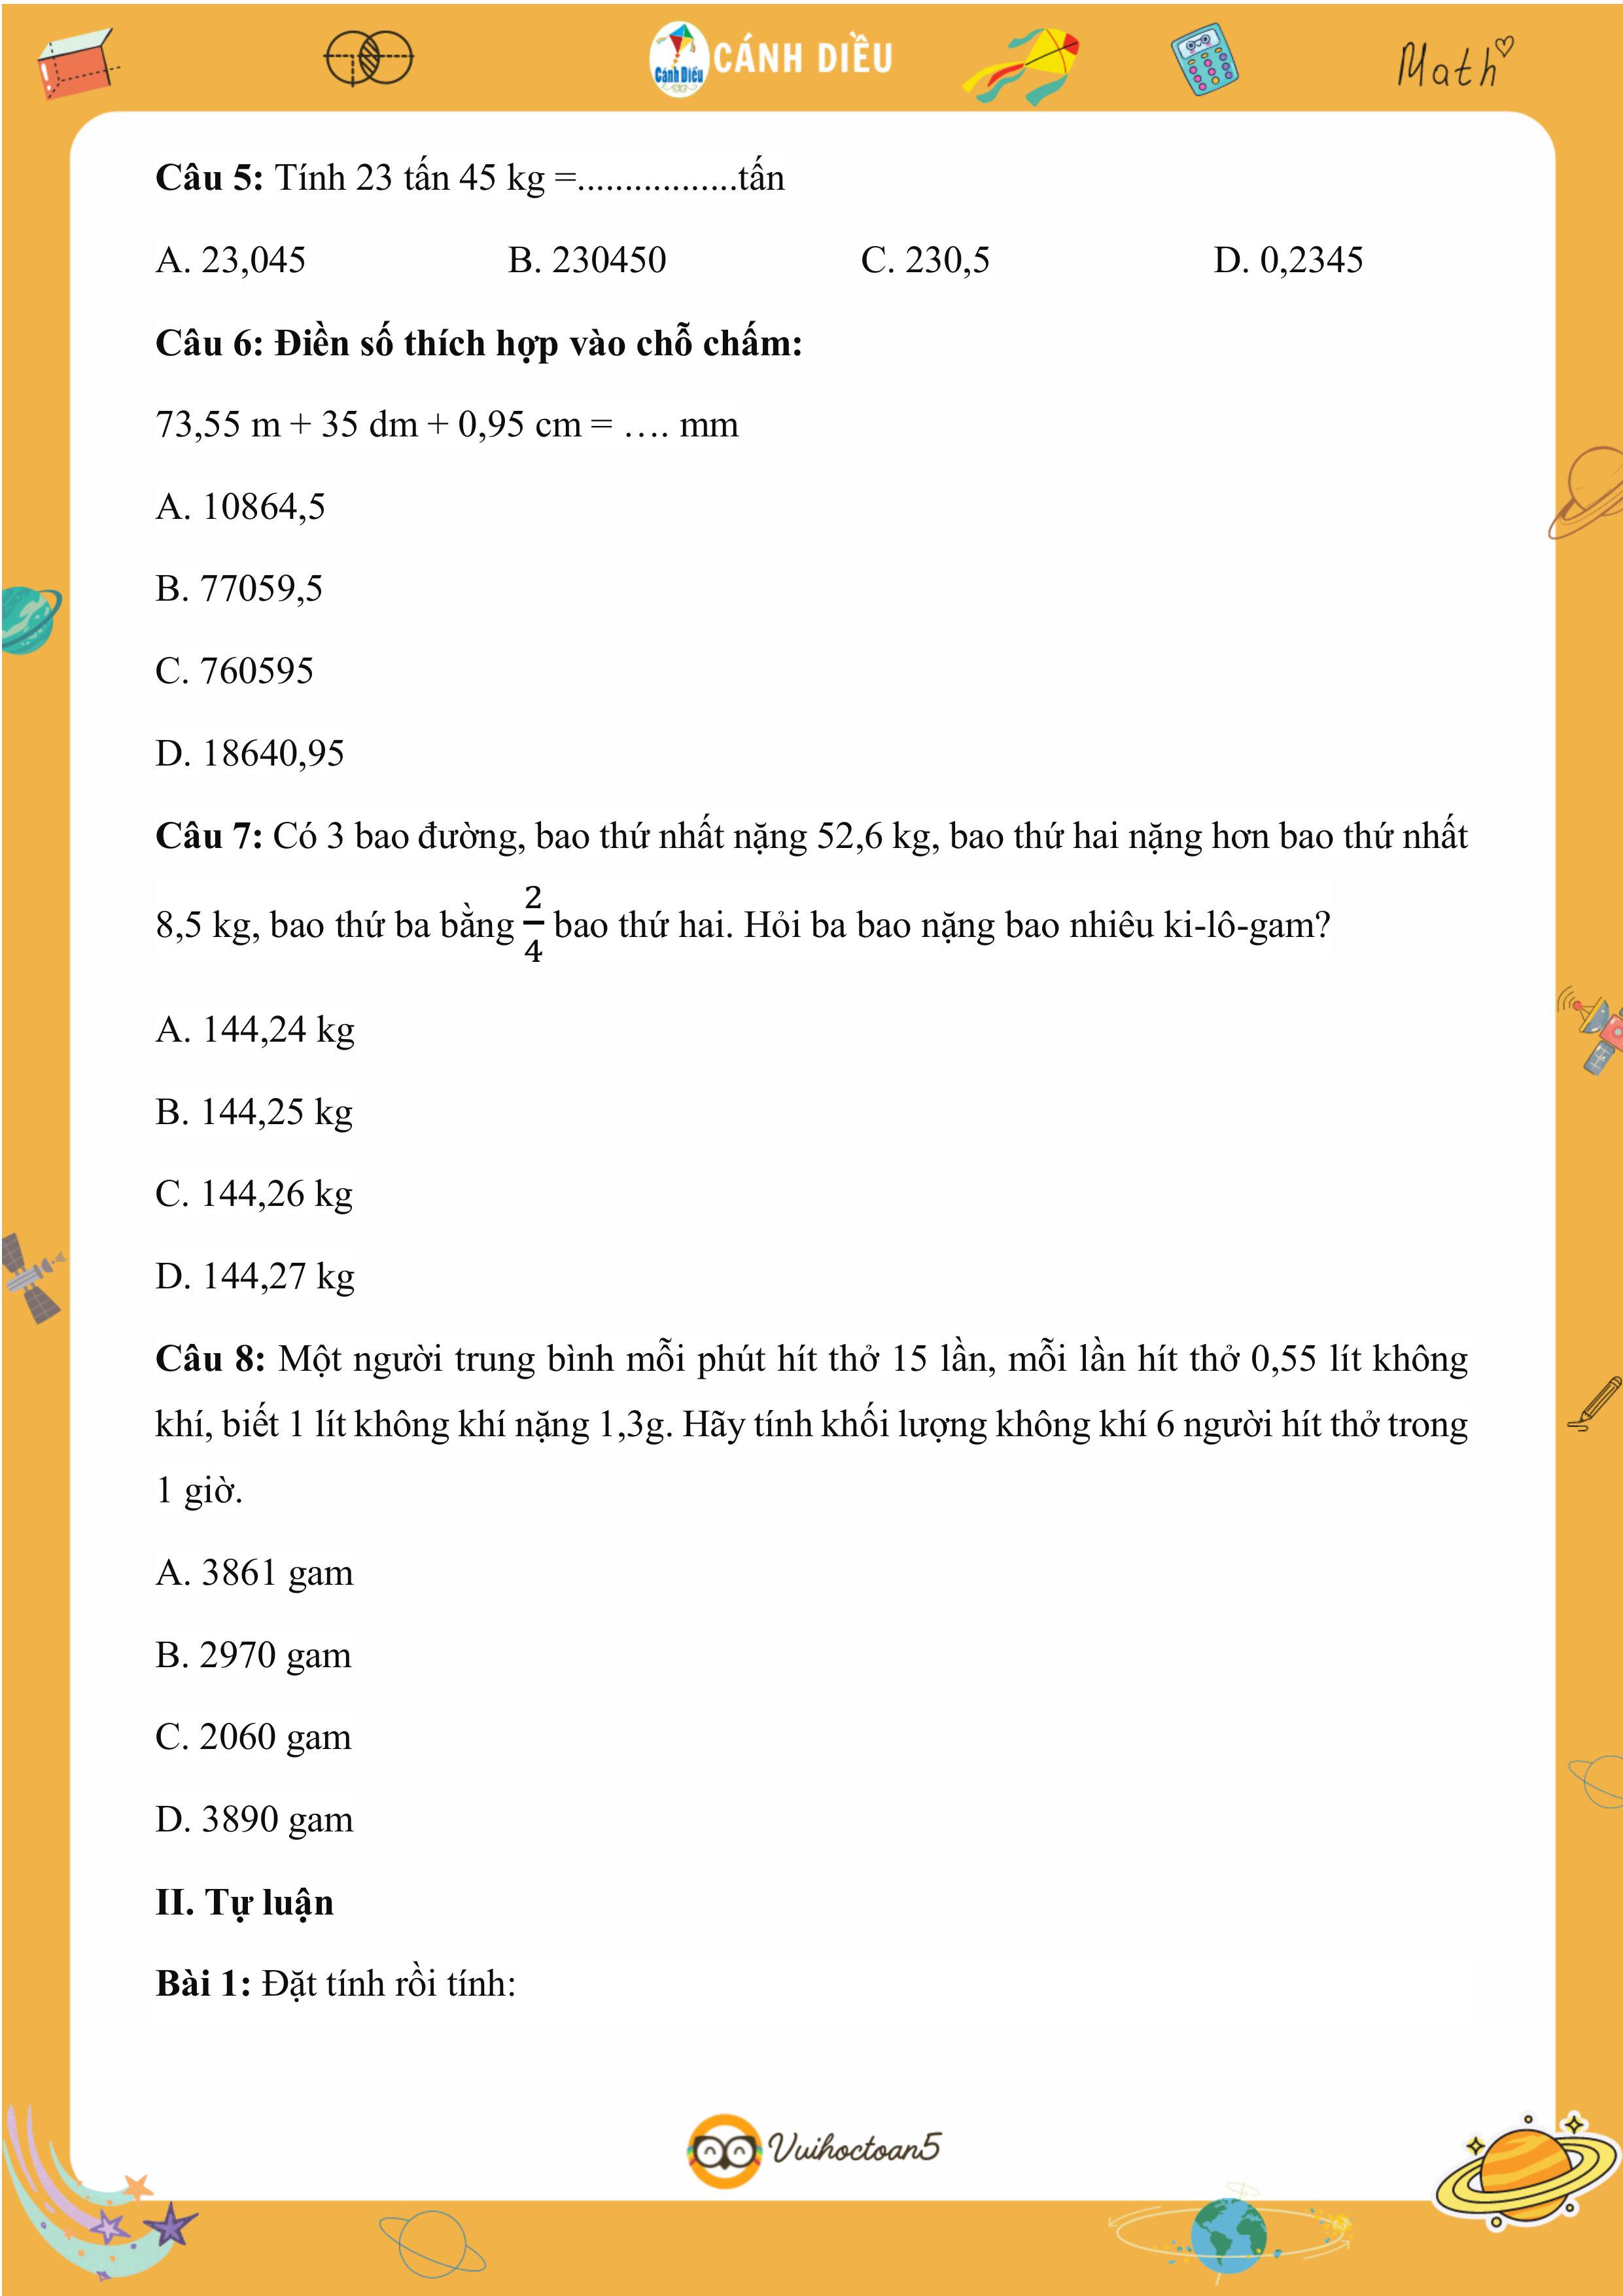 Cánh Diều CÁNH DIỀU Math
Câu 5: Tính 23 tấn 45 kg =.................tấn
A. 23,045 B. 230450 C. 230,5 D. 0,2345
Câu 6: Điền số thích hợp vào chỗ chấm:
73,55 m + 35 dm + 0,95 cm = …. mm
A. 10864,5
B. 77059,5
C. 760595
D. 18640,95
Câu 7: Có 3 bao đường, bao thứ nhất nặng 52,6 kg, bao thứ hai nặng hơn bao thứ nhất
8,5 kg, bao thứ ba bằng 2/4 bao thứ hai. Hỏi ba bao nặng bao nhiêu ki-lô-gam?
A. 144,24 kg
B. 144,25 kg
C. 144,26 kg
D. 144,27 kg
Câu 8: Một người trung bình mỗi phút hít thở 15 lần, mỗi lần hít thở 0,55 lít không
khí, biết 1 lít không khí nặng 1,3g. Hãy tính khối lượng không khí 6 người hít thở trong
1 giờ.
A. 3861 gam
B. 2970 gam
C. 2060 gam
D. 3890 gam
II. Tự luận
Bài 1: Đặt tính rồi tính:
Vuihoctoan5